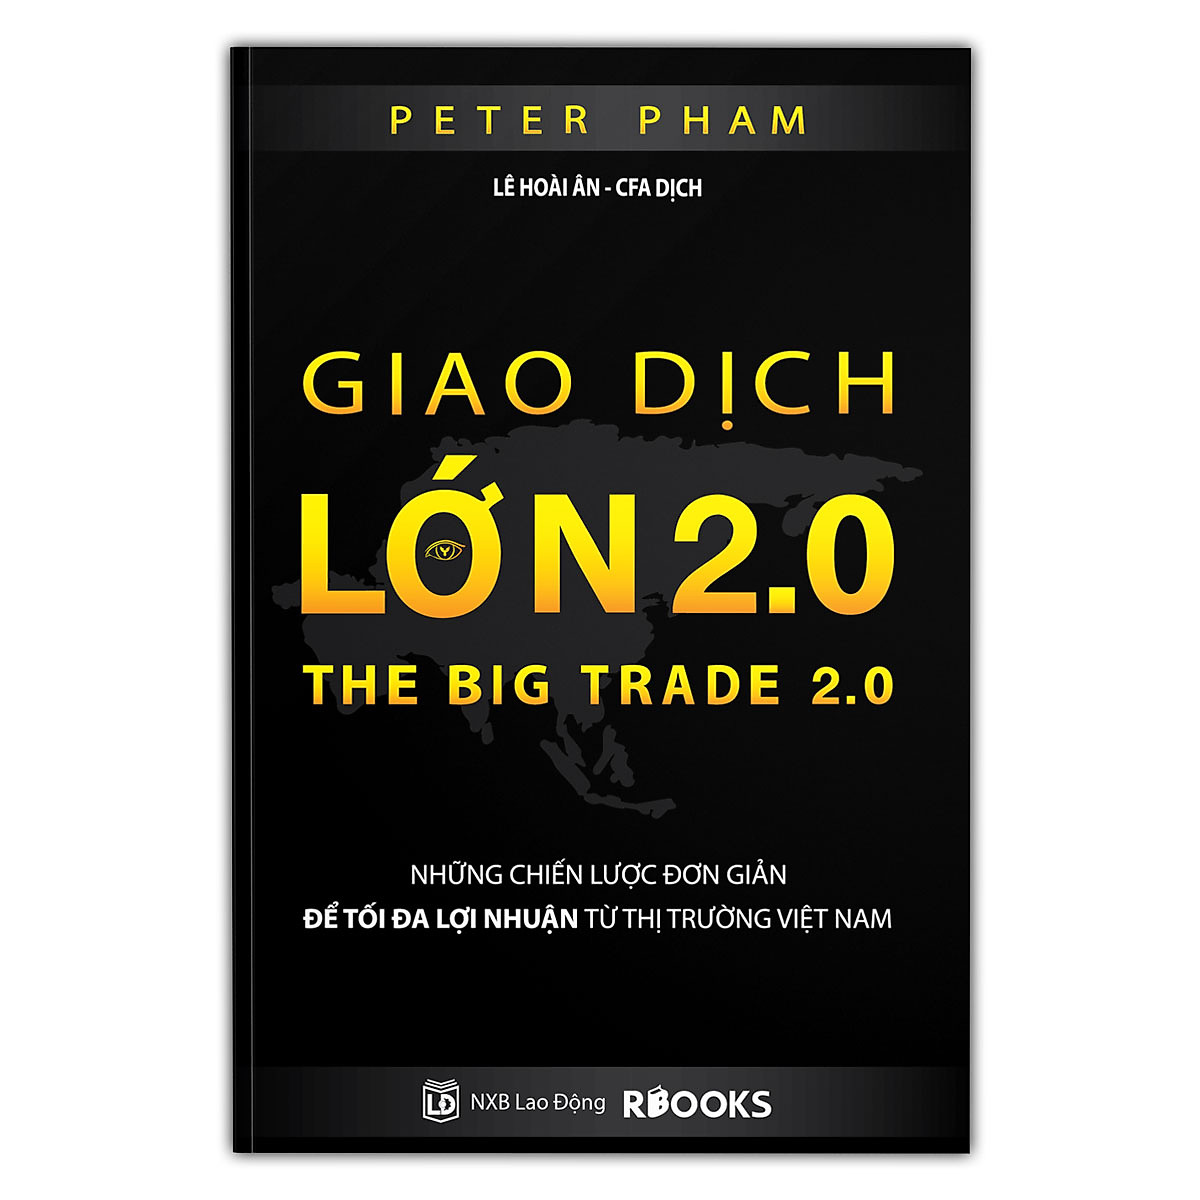 PETER PHAM
LÊ HOÀI ÂN - CFA DỊCH
GIAO DỊCH
LỚN 2.0
THE BIG TRADE 2.0
NHỮNG CHIẾN LƯỢC ĐƠN GIẢN
ĐỂ TỐI ĐA LỢI NHUẬN TỪ THỊ TRƯỜNG VIỆT NAM
LD NXB Lao Động RBOOKS